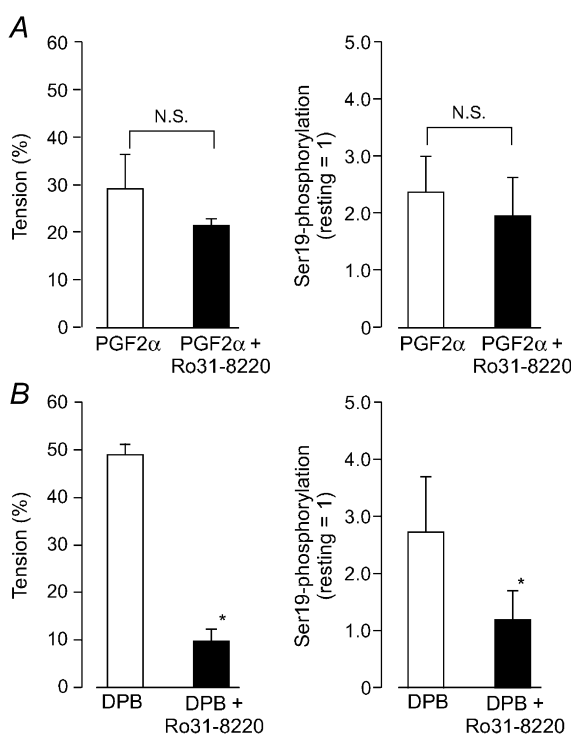 A
60
50
40
30
20
10
0
Tension (%)
N.S.
PGF2α
PGF2α +
Ro31-8220
5.0
4.0
3.0
2.0
1.0
0
Ser19-phosphorylation
(resting = 1)
N.S.
PGF2α
PGF2α +
Ro31-8220
B
60
50
40
30
20
10
0
Tension (%)
*
DPB
DPB +
Ro31-8220
5.0
4.0
3.0
2.0
1.0
0
Ser19-phosphorylation
(resting = 1)
*
DPB
DPB +
Ro31-8220